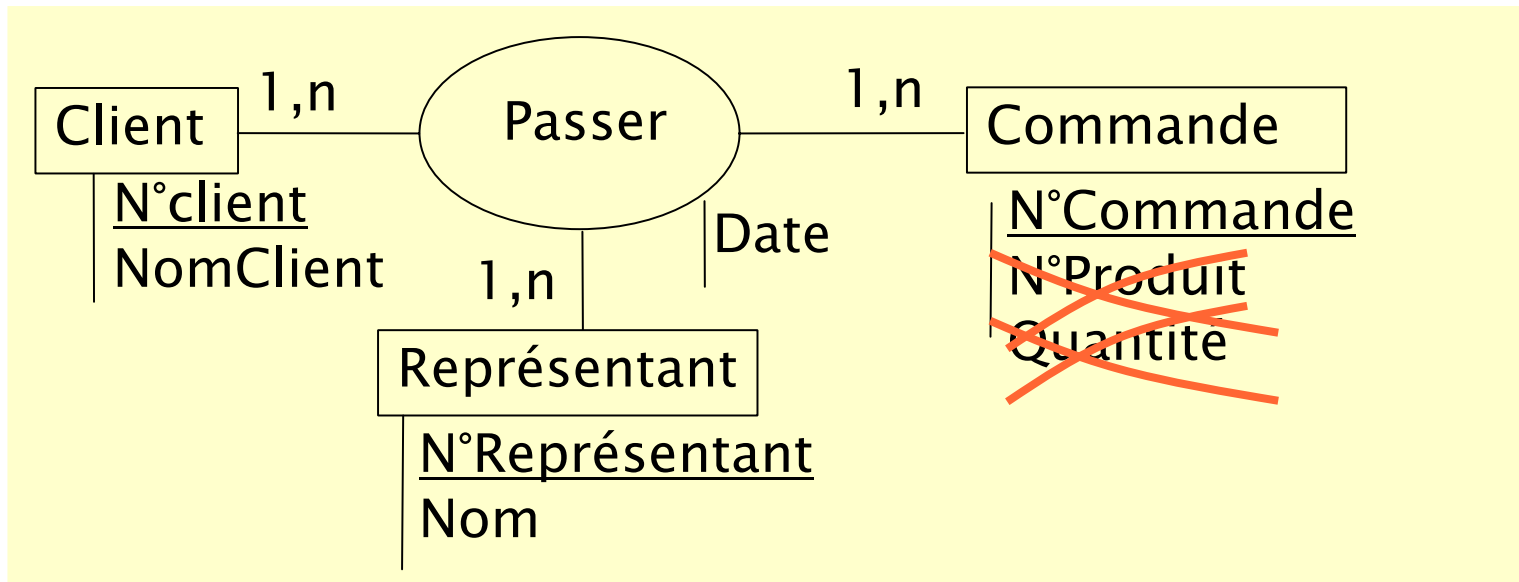 Client
1,n
Passer
1,n
Commande
N°client
NomClient
Date
N°Commande
N°Produit
Quantité
1,n
Représentant
N°Représentant
Nom